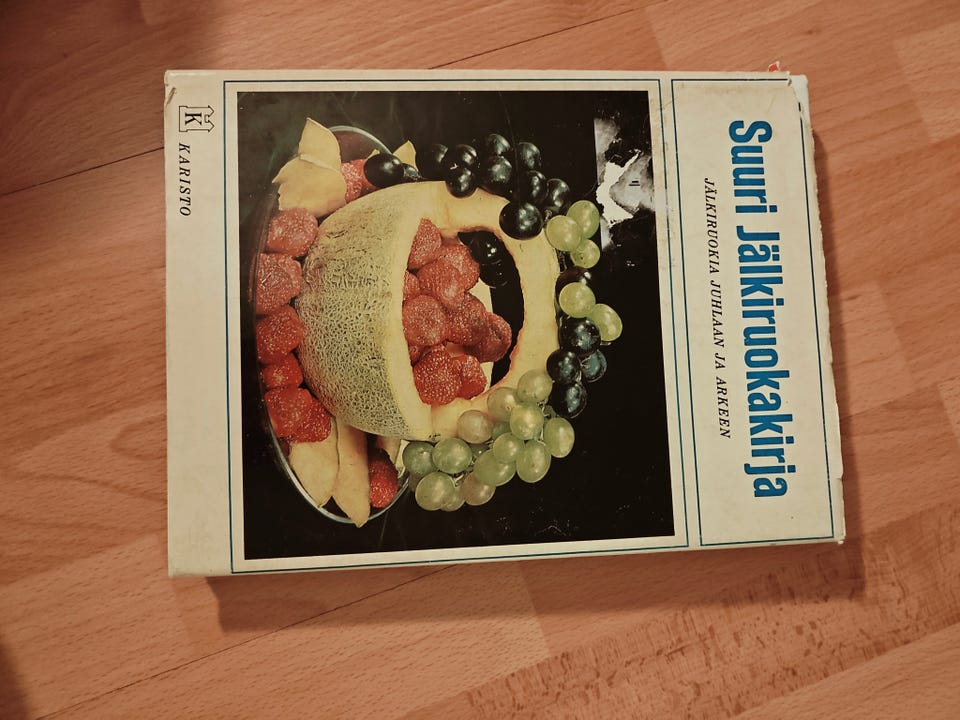 Suuri Jälkiruokakirja
JÄLKIRUOKIA JUHLAAN JA ARKEEN
K
KARISTO